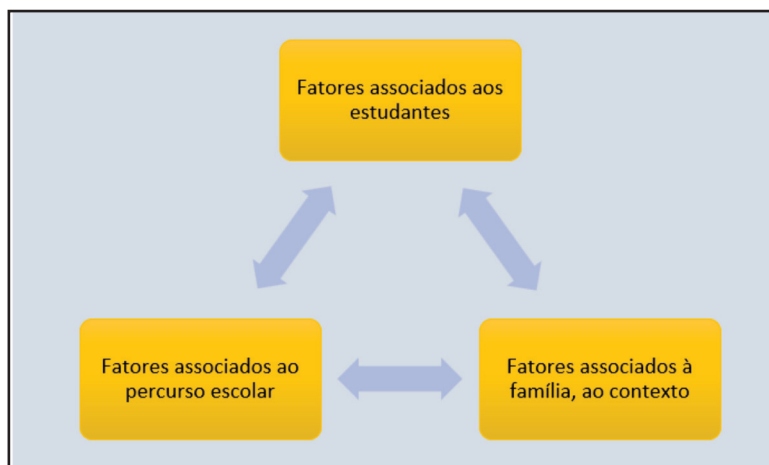 Fatores associados aos
estudantes
Fatores associados ao
percurso escolar
Fatores associados à
família, ao contexto